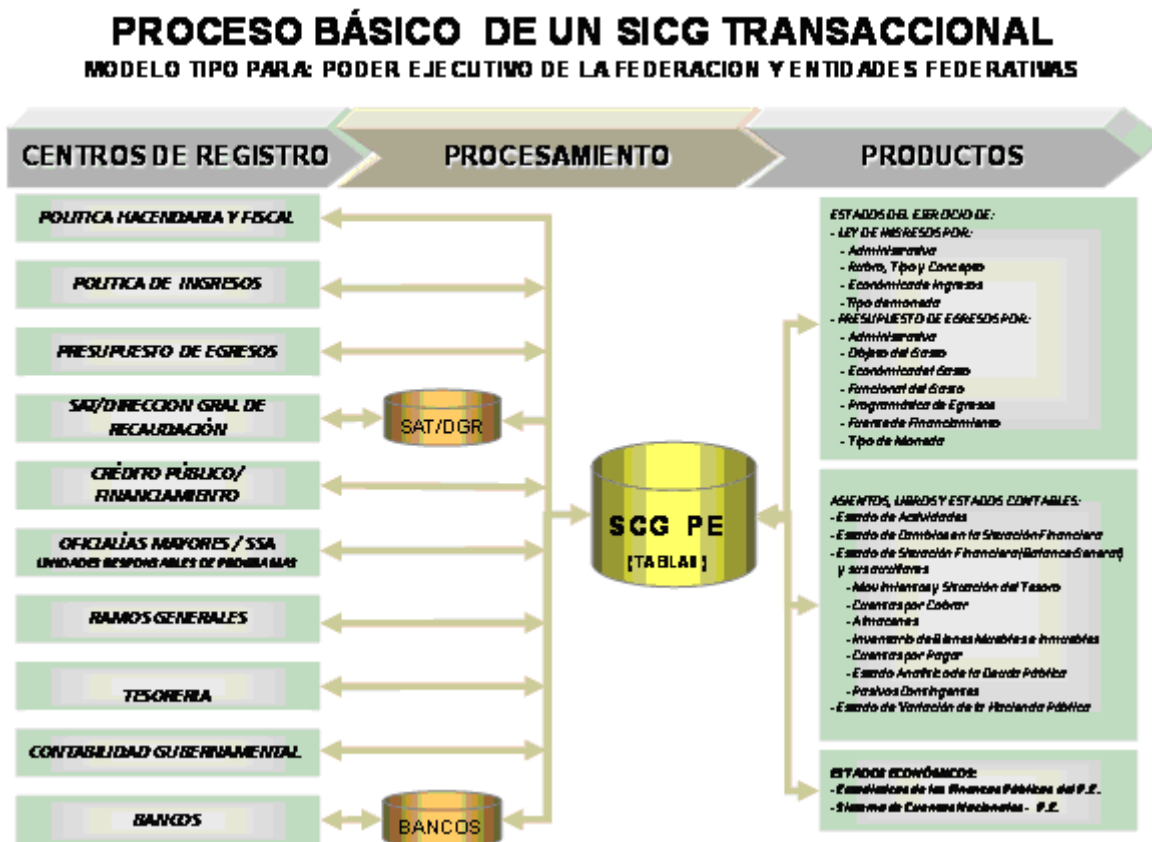 PROCESO BÁSICO DE UN SICG TRANSACCIONAL
MODELO TIPO PARA: PODER EJECUTIVO DE LA FEDERACION Y ENTIDADES FEDERATIVAS
CENTROS DE REGISTRO
PROCESAMIENTO
PRODUCTOS
POLITICA HACENDARIA Y FISCAL
POLITICA DE INGRESOS
PRESUPUESTO DE EGRESOS
SAT/DIRECCION GRAL DE
RECAUDACIÓN
CRÉDITO PÚBLICO/
FINANCIAMIENTO
OFICIALÍAS MAYORES / SSA
UNIDADES RESPONSABLES DE PROGRAMAS
RAMOS GENERALES
TESORERIA
CONTABILIDAD GUBERNAMENTAL
BANCOS
SAT/DGR
BANCOS
SCG PE
(TABLAS)
ESTADOS DEL EJERCICIO DE:
- LEY DE INGRESOS POR:
- Administrativa
- Rubro, Tipo y Concepto
- Económica de Ingresos
- Tipo de moneda
- PRESUPUESTO DE EGRESOS POR:
- Administrativa
- Objeto del Gasto
- Económica del Gasto
- Funcional del Gasto
- Programática de Egresos
- Fuente de Financiamiento
- Tipo de Moneda
ASIENTOS, LIBROS Y ESTADOS CONTABLES:
- Estado de Actividades
- Estado de Cambios en la Situación Financiera
- Estado de Situación Financiera (Balance General)
y sus auxiliares
- Movimientos y Situación del Tesoro
- Cuentas por Cobrar
- Almacenes
- Inventario de Bienes Muebles e Inmuebles
- Cuentas por Pagar
- Estado Analítico de la Deuda Pública
- Pasivos Contingentes
- Estado de Variación de la Hacienda Pública
ESTADOS ECONÓMICOS:
- Estadísticas de las Finanzas Públicas del P.E.
- Sistema de Cuentas Nacionales - P.E.